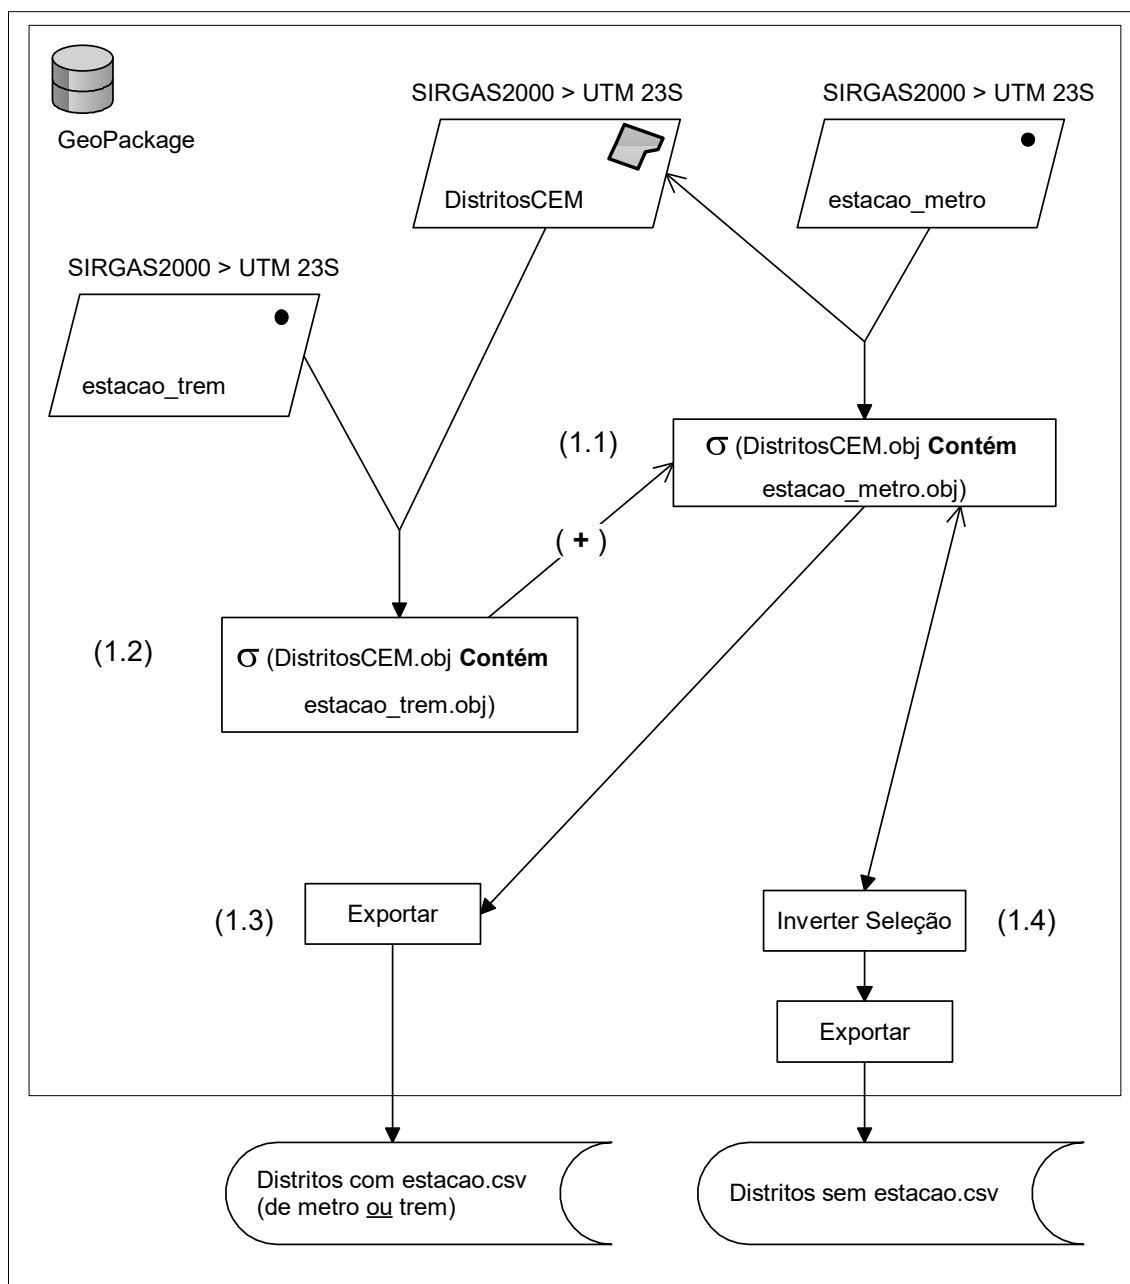 GeoPackage
SIRGAS2000 > UTM 23S
DistritosCEM
SIRGAS2000 > UTM 23S
estacao_metro
SIRGAS2000 > UTM 23S
estacao_trem
(1.1)
σ (DistritosCEM.obj Contém
estacao_metro.obj)
( + )
(1.2)
σ (DistritosCEM.obj Contém
estacao_trem.obj)
(1.3)
Exportar
Inverter Seleção
(1.4)
Exportar
Distritos com estacao.csv
(de metro ou trem)
Distritos sem estacao.csv